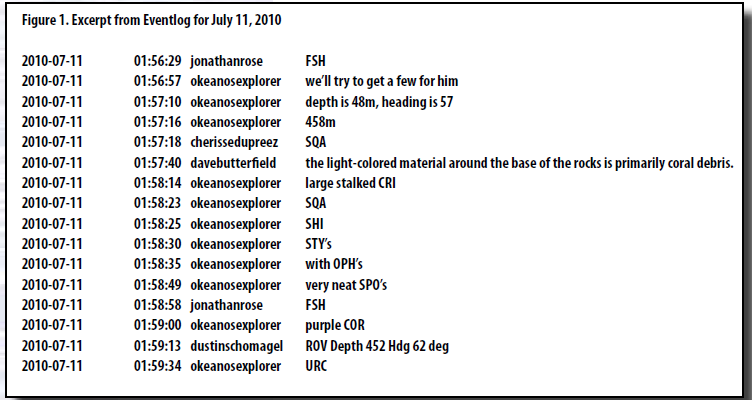 Figure 1. Excerpt from Eventlog for July 11, 2010
2010-07-11 01:56:29 jonathanrose FSH
2010-07-11 01:56:57 okeanosexplorer we'll try to get a few for him
2010-07-11 01:57:10 okeanosexplorer depth is 48m, heading is 57
2010-07-11 01:57:16 okeanosexplorer 458m
2010-07-11 01:57:18 cherissedupreez SQA
2010-07-11 01:57:40 davebutterfield the light-colored material around the base of the rocks is primarily coral debris.
2010-07-11 01:58:14 okeanosexplorer large stalked CRI
2010-07-11 01:58:23 okeanosexplorer SQA
2010-07-11 01:58:25 okeanosexplorer SHI
2010-07-11 01:58:30 okeanosexplorer STY's
2010-07-11 01:58:35 okeanosexplorer with OPH's
2010-07-11 01:58:49 okeanosexplorer very neat SPO's
2010-07-11 01:58:58 jonathanrose FSH
2010-07-11 01:59:00 okeanosexplorer purple COR
2010-07-11 01:59:13 dustinschomagel ROV Depth 452 Hdg 62 deg
2010-07-11 01:59:34 okeanosexplorer URC